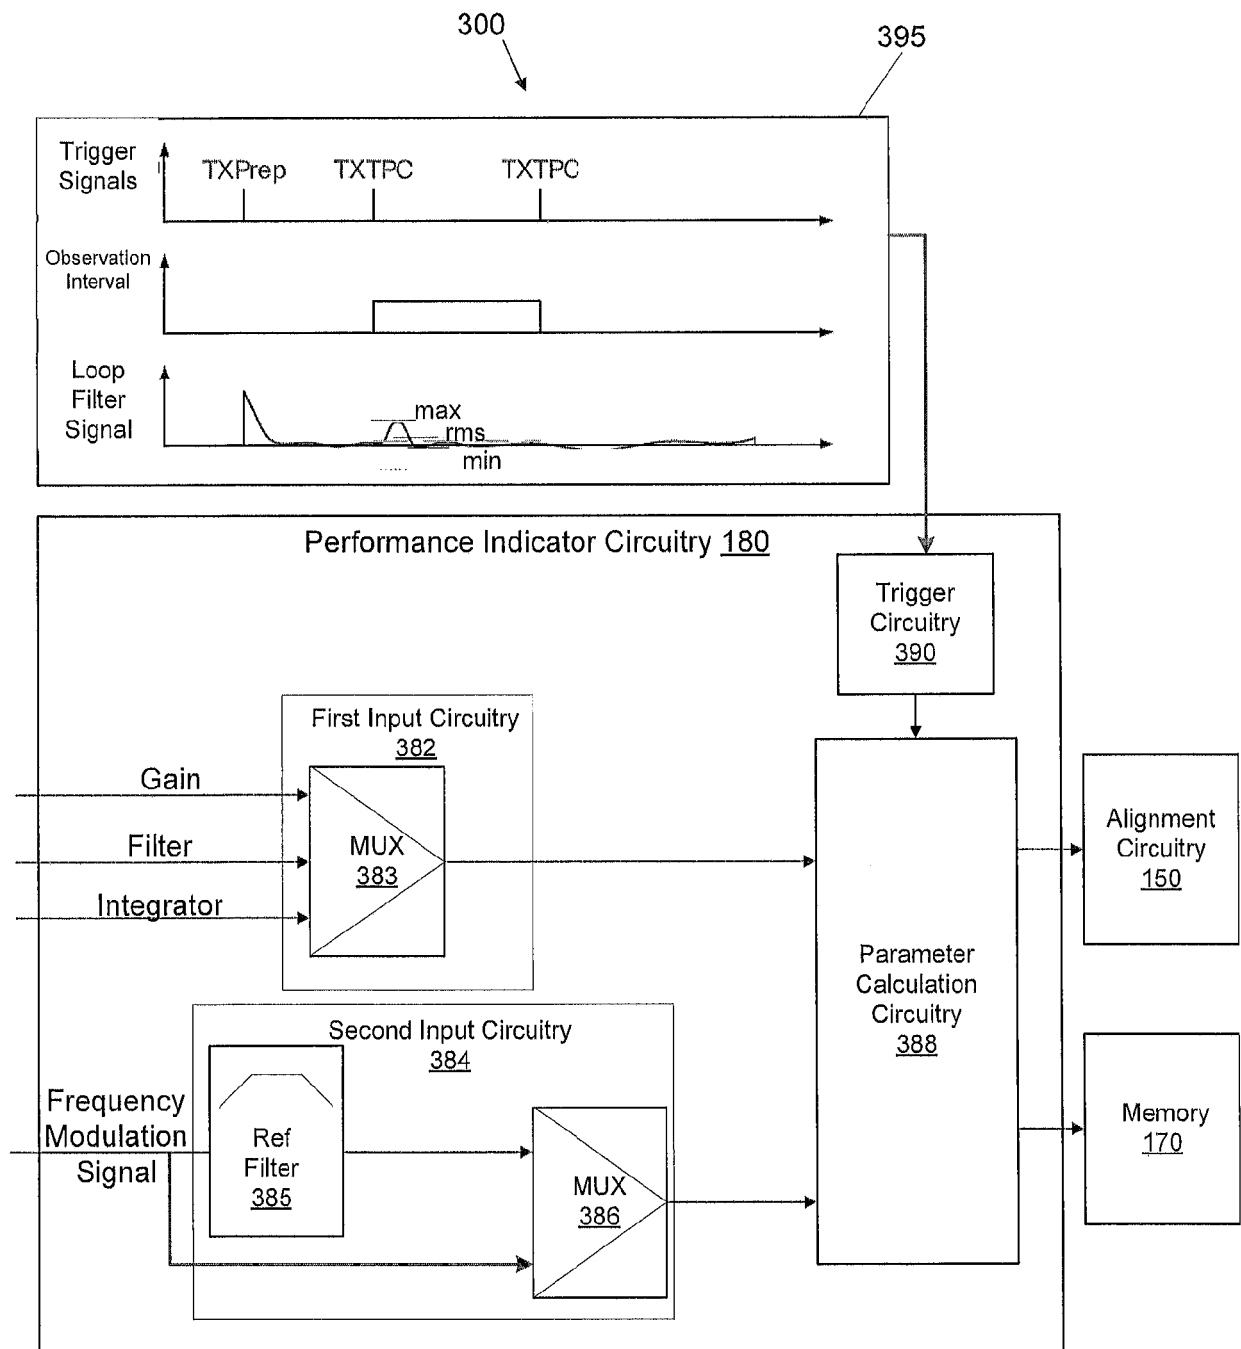 300
395
Trigger
Signals
TXPrep
TXTPC
TXTPC
Observation
Interval
Loop
Filter
Signal
max
rms
min
Performance Indicator Circuitry 180
Trigger
Circuitry
390
First Input Circuitry
382
Gain
Filter
Integrator
MUX
383
Parameter
Calculation
Circuitry
388
Alignment
Circuitry
150
Second Input Circuitry
384
Frequency
Modulation
Signal
Ref
Filter
385
MUX
386
Memory
170